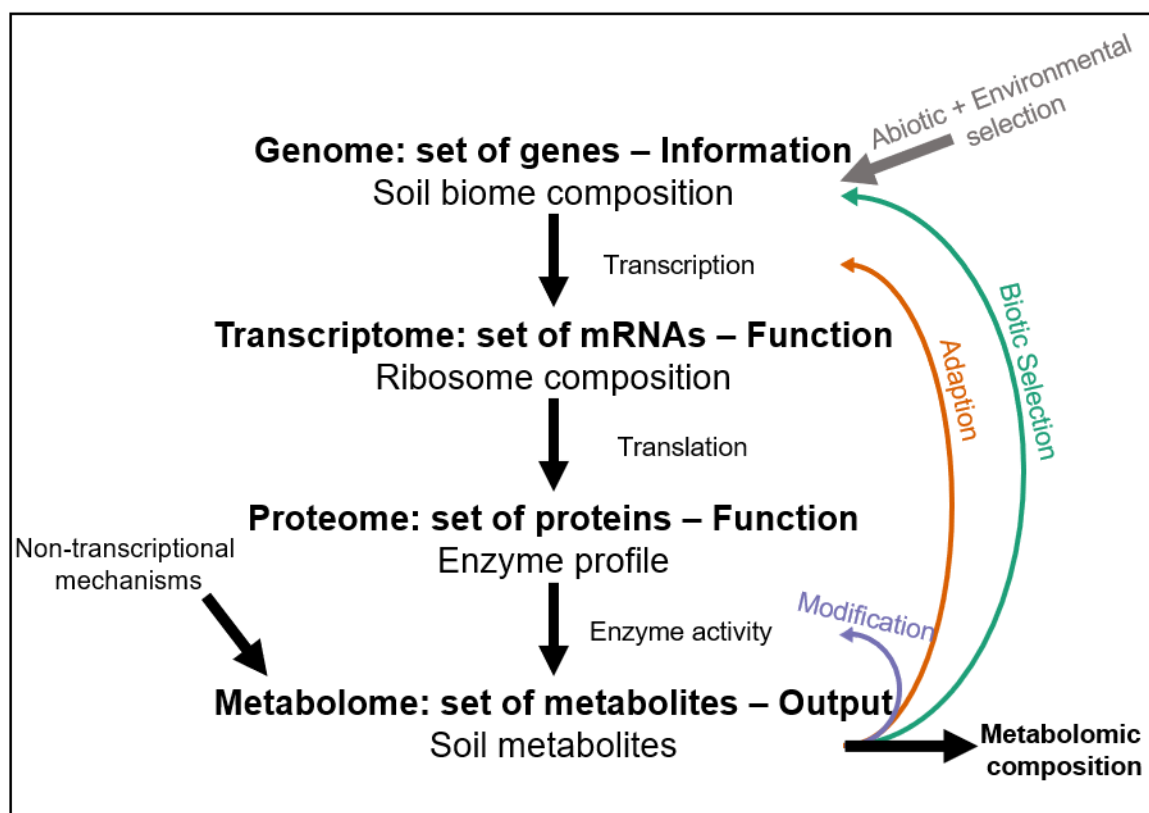 Abiotic + Environmental
selection
Genome: set of genes – Information
Soil biome composition
Transcription
Transcriptome: set of mRNAs – Function
Ribosome composition
Translation
Adaption
Biotic Selection
Proteome: set of proteins – Function
Enzyme profile
Non-transcriptional
mechanisms
Enzyme activity
Modification
Metabolome: set of metabolites – Output
Soil metabolites
Metabolomic
composition